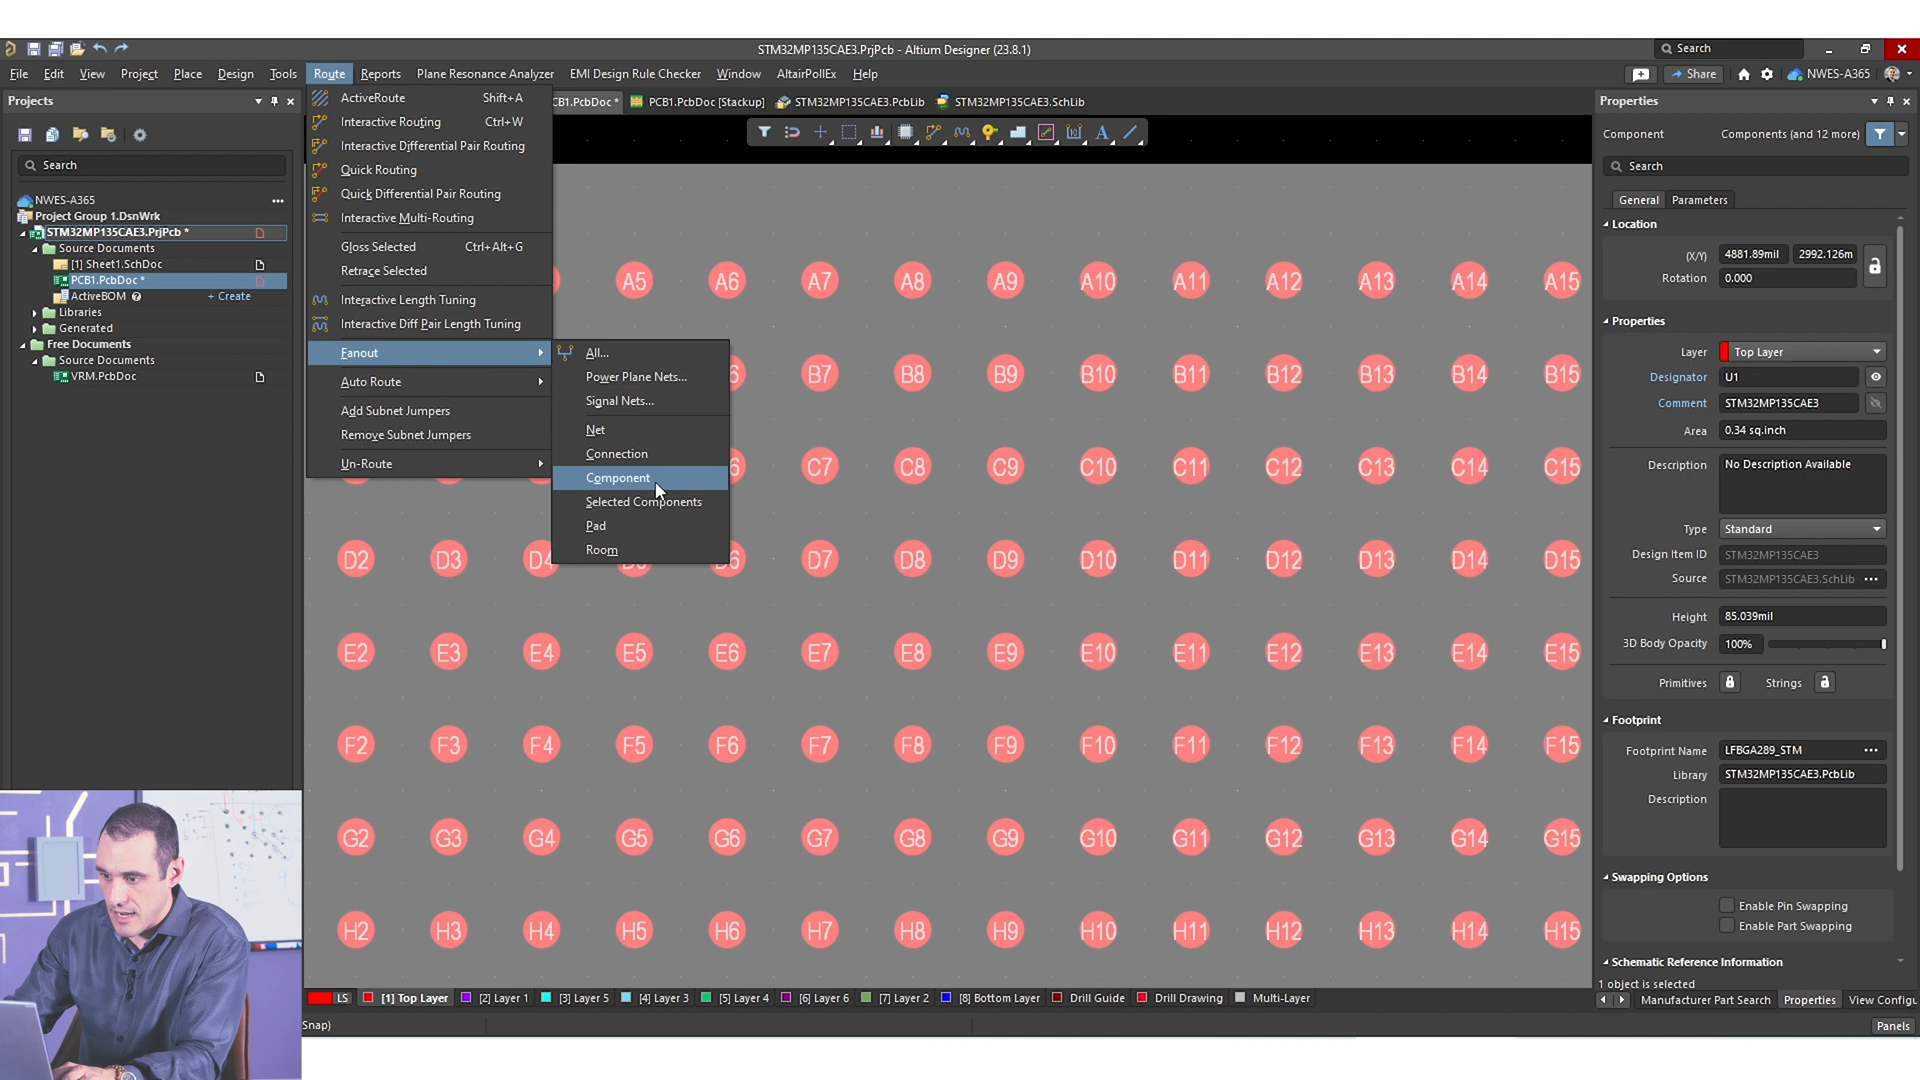 STM32MP135CAE3.PrjPcb - Altium Designer (23.8.1)
Search
File Edit View Project Place Design Tools Route Reports Plane Resonance Analyzer EMI Design Rule Checker Window AltairPollEx Help
Share NWES-A365
Projects
Search
NWES-A365
Project Group 1.DsnWrk
STM32MP135CAE3.PrjPcb *
Source Documents
[1] Sheet1.SchDoc
PCB1.PcbDoc *
ActiveBOM + Create
Libraries
Generated
Free Documents
Source Documents
VRM.PcbDoc
ActiveRoute Shift+A
Interactive Routing Ctrl+W
Interactive Differential Pair Routing
Quick Routing
Quick Differential Pair Routing
Interactive Multi-Routing
Gloss Selected Ctrl+Alt+G
Retrace Selected
Interactive Length Tuning
Interactive Diff Pair Length Tuning
Fanout
Auto Route
Add Subnet Jumpers
Remove Subnet Jumpers
Un-Route
All...
Power Plane Nets...
Signal Nets...
Net
Connection
Component
Selected Components
Pad
Room
CB1.PcbDoc * PCB1.PcbDoc [Stackup] STM32MP135CAE3.PcbLib STM32MP135CAE3.SchLib
A5 A6 A7 A8 A9 A10 A11 A12 A13 A14 A15
B7 B8 B9 B10 B11 B12 B13 B14 B15
C7 C8 C9 C10 C11 C12 C13 C14 C15
D2 D3 D4 D7 D8 D9 D10 D11 D12 D13 D14 D15
E2 E3 E4 E5 E6 E7 E8 E9 E10 E11 E12 E13 E14 E15
F2 F3 F4 F5 F6 F7 F8 F9 F10 F11 F12 F13 F14 F15
G2 G3 G4 G5 G6 G7 G8 G9 G10 G11 G12 G13 G14 G15
H2 H3 H4 H5 H6 H7 H8 H9 H10 H11 H12 H13 H14 H15
LS [1] Top Layer [2] Layer 1 [3] Layer 5 [4] Layer 3 [5] Layer 4 [6] Layer 6 [7] Layer 2 [8] Bottom Layer Drill Guide Drill Drawing Multi-Layer
Snap)
Properties
Component Components (and 12 more)
Search
General Parameters
Location
(X/Y) 4881.89mil 2992.126m
Rotation 0.000
Properties
Layer Top Layer
Designator U1
Comment STM32MP135CAE3
Area 0.34 sq.inch
Description No Description Available
Type Standard
Design Item ID STM32MP135CAE3
Source STM32MP135CAE3.SchLib
Height 85.039mil
3D Body Opacity 100%
Primitives Strings
Footprint
Footprint Name LFBGA289_STM
Library STM32MP135CAE3.PcbLib
Description
Swapping Options
Enable Pin Swapping
Enable Part Swapping
Schematic Reference Information
1 object is selected
Manufacturer Part Search Properties View Configu
Panels